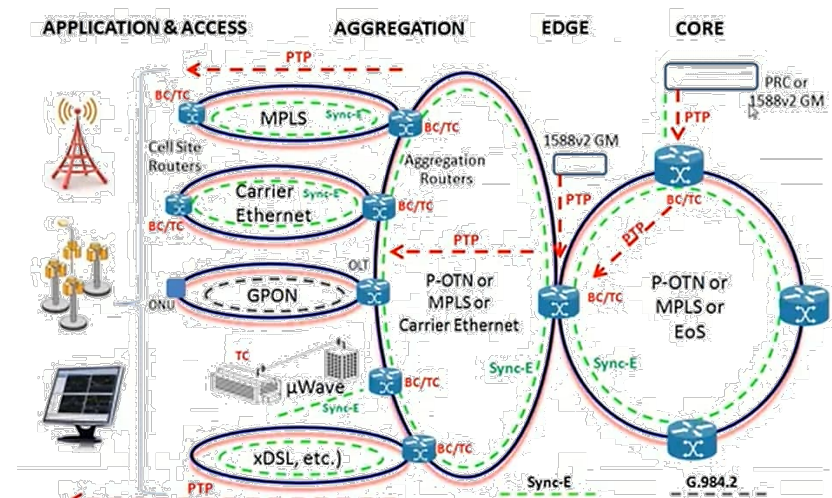 APPLICATION & ACCESS
AGGREGATION
EDGE
CORE
PTP
PRC or
1588v2 GM
PTP
BC/TC
MPLS
Sync-E
BC/TC
Cell Site
Routers
Aggregation
Routers
1588v2 GM
Carrier
Ethernet
Sync-E
BC/TC
BC/TC
PTP
BC/TC
PTP
PTP
OLT
ONU
GPON
P-OTN or
MPLS or
Carrier Ethernet
BC/TC
P-OTN or
MPLS or
EoS
TC
µWave
Sync-E
BC/TC
Sync-E
Sync-E
xDSL, etc.)
BC/TC
PTP
Sync-E
G.984.2